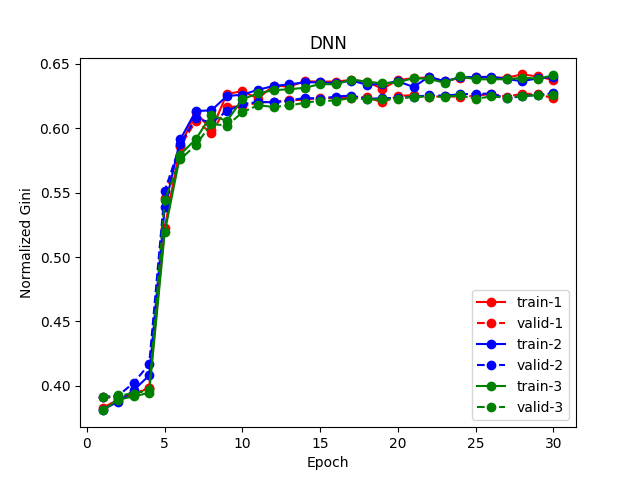 DNN
Normalized Gini
0.65
0.60
0.55
0.50
0.45
0.40
0
5
10
15
20
25
30
Epoch
train-1
valid-1
train-2
valid-2
train-3
valid-3